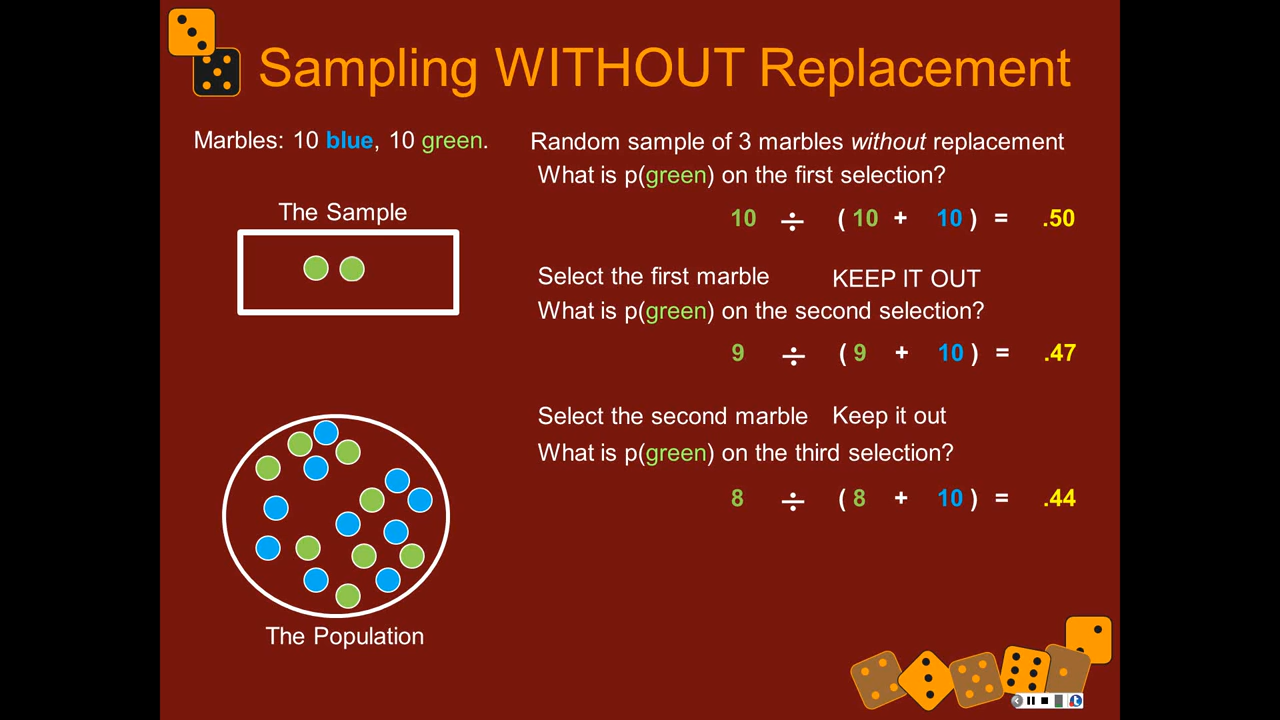 Sampling WITHOUT Replacement
Marbles: 10 blue, 10 green.
The Sample
The Population
Random sample of 3 marbles without replacement
What is p(green) on the first selection?
10 ÷ ( 10 + 10 ) = .50
Select the first marble KEEP IT OUT
What is p(green) on the second selection?
9 ÷ ( 9 + 10 ) = .47
Select the second marble Keep it out
What is p(green) on the third selection?
8 ÷ ( 8 + 10 ) = .44